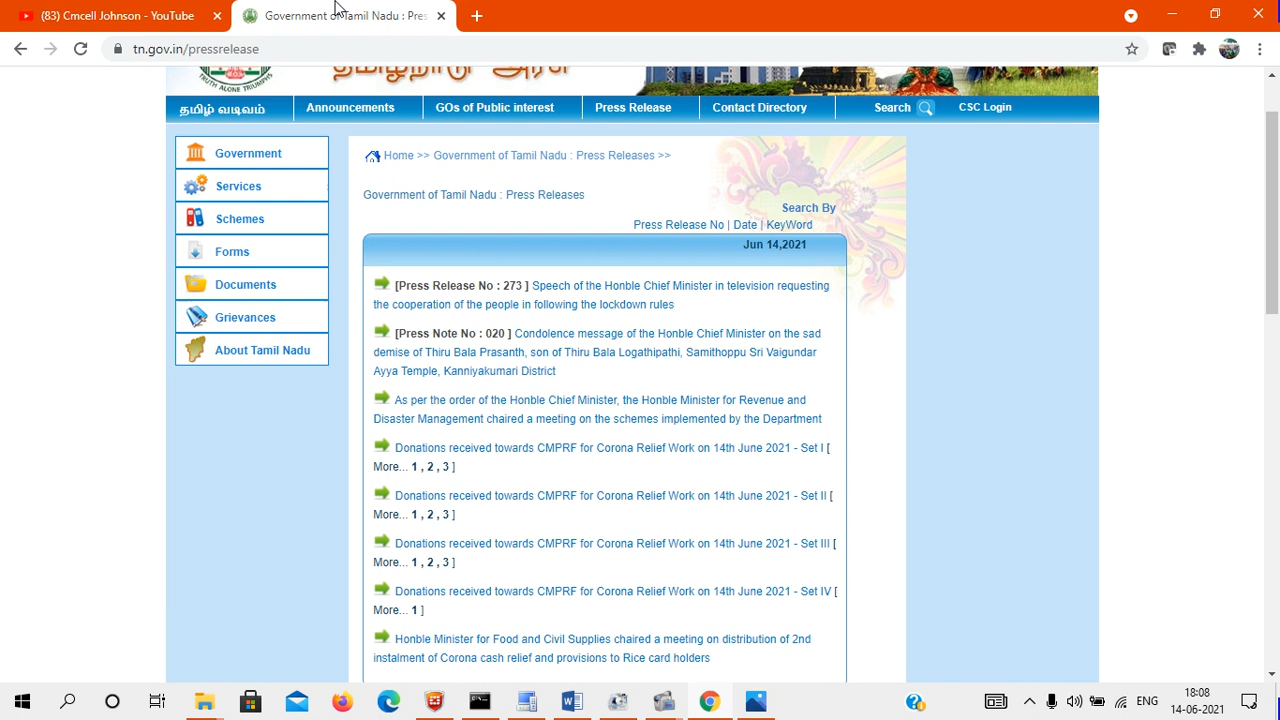 (83) Cmcell Johnson - YouTube
Government of Tamil Nadu : Pres
tn.gov.in/pressrelease
TRUTH ALONE TRIUMPHS
தமிழ்நாடு அரசு
தமிழ் வடிவம்
Announcements
GOs of Public interest
Press Release
Contact Directory
Search
CSC Login
Government
Services
Schemes
Forms
Documents
Grievances
About Tamil Nadu
Home >> Government of Tamil Nadu : Press Releases >>
Government of Tamil Nadu : Press Releases
Search By
Press Release No | Date | KeyWord
Jun 14,2021
[Press Release No : 273 ] Speech of the Honble Chief Minister in television requesting
the cooperation of the people in following the lockdown rules
[Press Note No : 020 ] Condolence message of the Honble Chief Minister on the sad
demise of Thiru Bala Prasanth, son of Thiru Bala Logathipathi, Samithoppu Sri Vaigundar
Ayya Temple, Kanniyakumari District
As per the order of the Honble Chief Minister, the Honble Minister for Revenue and
Disaster Management chaired a meeting on the schemes implemented by the Department
Donations received towards CMPRF for Corona Relief Work on 14th June 2021 - Set I [
More... 1 , 2 , 3 ]
Donations received towards CMPRF for Corona Relief Work on 14th June 2021 - Set II [
More... 1 , 2 , 3 ]
Donations received towards CMPRF for Corona Relief Work on 14th June 2021 - Set III [
More... 1 , 2 , 3 ]
Donations received towards CMPRF for Corona Relief Work on 14th June 2021 - Set IV [
More... 1 ]
Honble Minister for Food and Civil Supplies chaired a meeting on distribution of 2nd
instalment of Corona cash relief and provisions to Rice card holders
ENG
18:08
14-06-2021